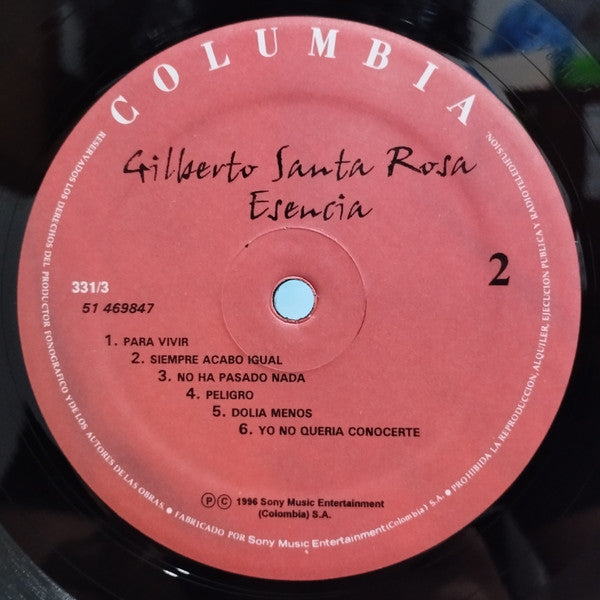 COLUMBIA
Gilberto Santa Rosa
Esencia
2
331/3
51 469847
1. PARA VIVIR
2. SIEMPRE ACABO IGUAL
3. NO HA PASADO NADA
4. PELIGRO
5. DOLIA MENOS
6. YO NO QUERIA CONOCERTE
Ⓟ Ⓒ 1996 Sony Music Entertainment
(Colombia) S.A.
RESERVADOS LOS DERECHOS DEL PRODUCTOR FONOGRAFICO Y DE LOS AUTORES DE LAS OBRAS. ● FABRICADO POR Sony Music Entertainment (Colombia) S.A. ● PROHIBIDA LA REPRODUCCION, ALQUILER, EJECUCION PUBLICA Y RADIOTELEDIFUSION.